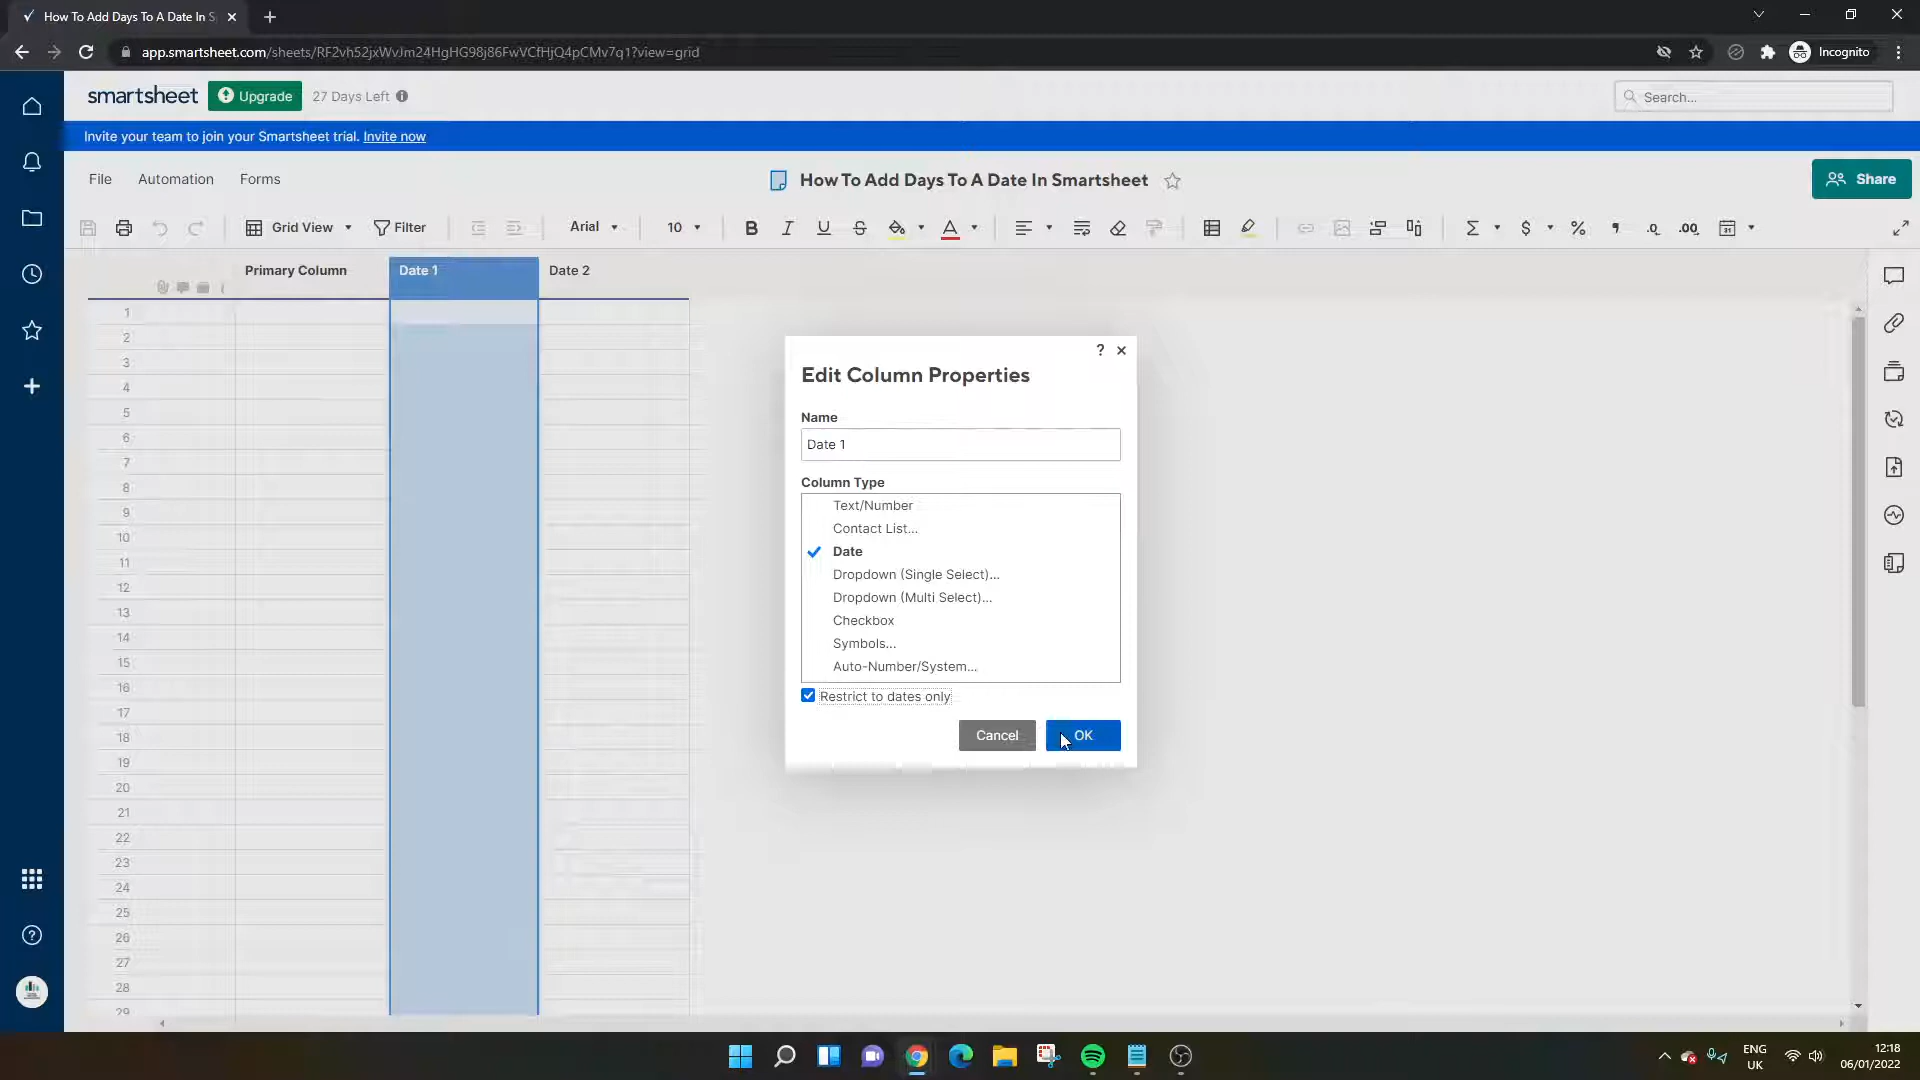 How To Add Days To A Date In S
app.smartsheet.com/sheets/RF2vh52jxWvJm24HgHG98j86FwVCfHjQ4pCMv7q1?view=grid
Incognito
smartsheet
Upgrade
27 Days Left
Search...
Invite your team to join your Smartsheet trial. Invite now
File Automation Forms
How To Add Days To A Date In Smartsheet
Share
Grid View
Filter
Arial
10
Primary Column
Date 1
Date 2
1
2
3
4
5
6
7
8
9
10
11
12
13
14
15
16
17
18
19
20
21
22
23
24
25
26
27
28
29
Edit Column Properties
Name
Date 1
Column Type
Text/Number
Contact List...
Date
Dropdown (Single Select)...
Dropdown (Multi Select)...
Checkbox
Symbols...
Auto-Number/System...
Restrict to dates only
Cancel
OK
ENG
UK
12:18
06/01/2022